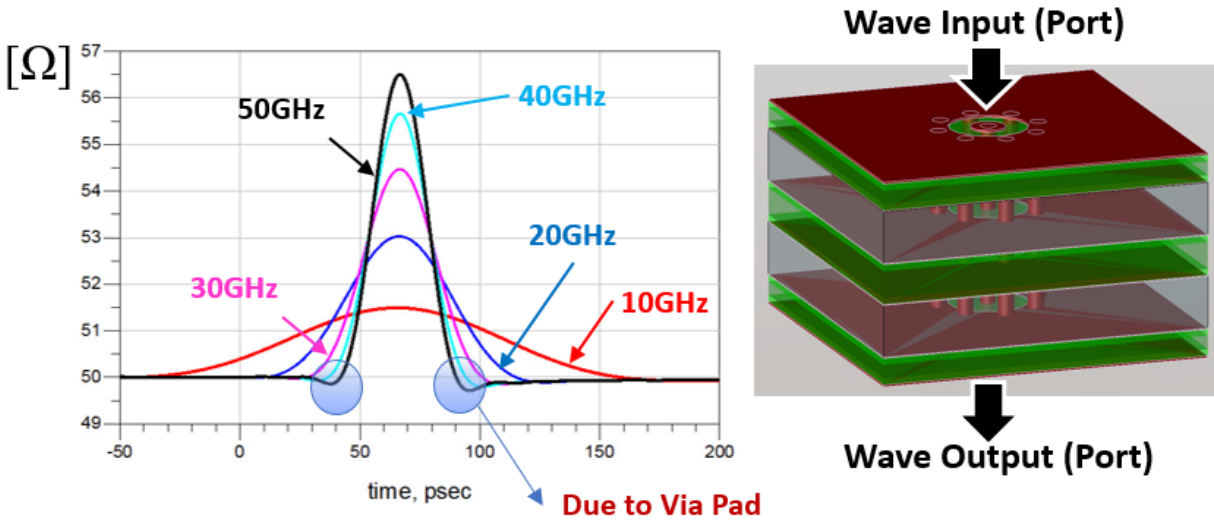 [Ω]
57
56
55
54
53
52
51
50
49
-50
0
50
100
150
200
time, psec
50GHz
40GHz
20GHz
30GHz
10GHz
Due to Via Pad
Wave Input (Port)
Wave Output (Port)